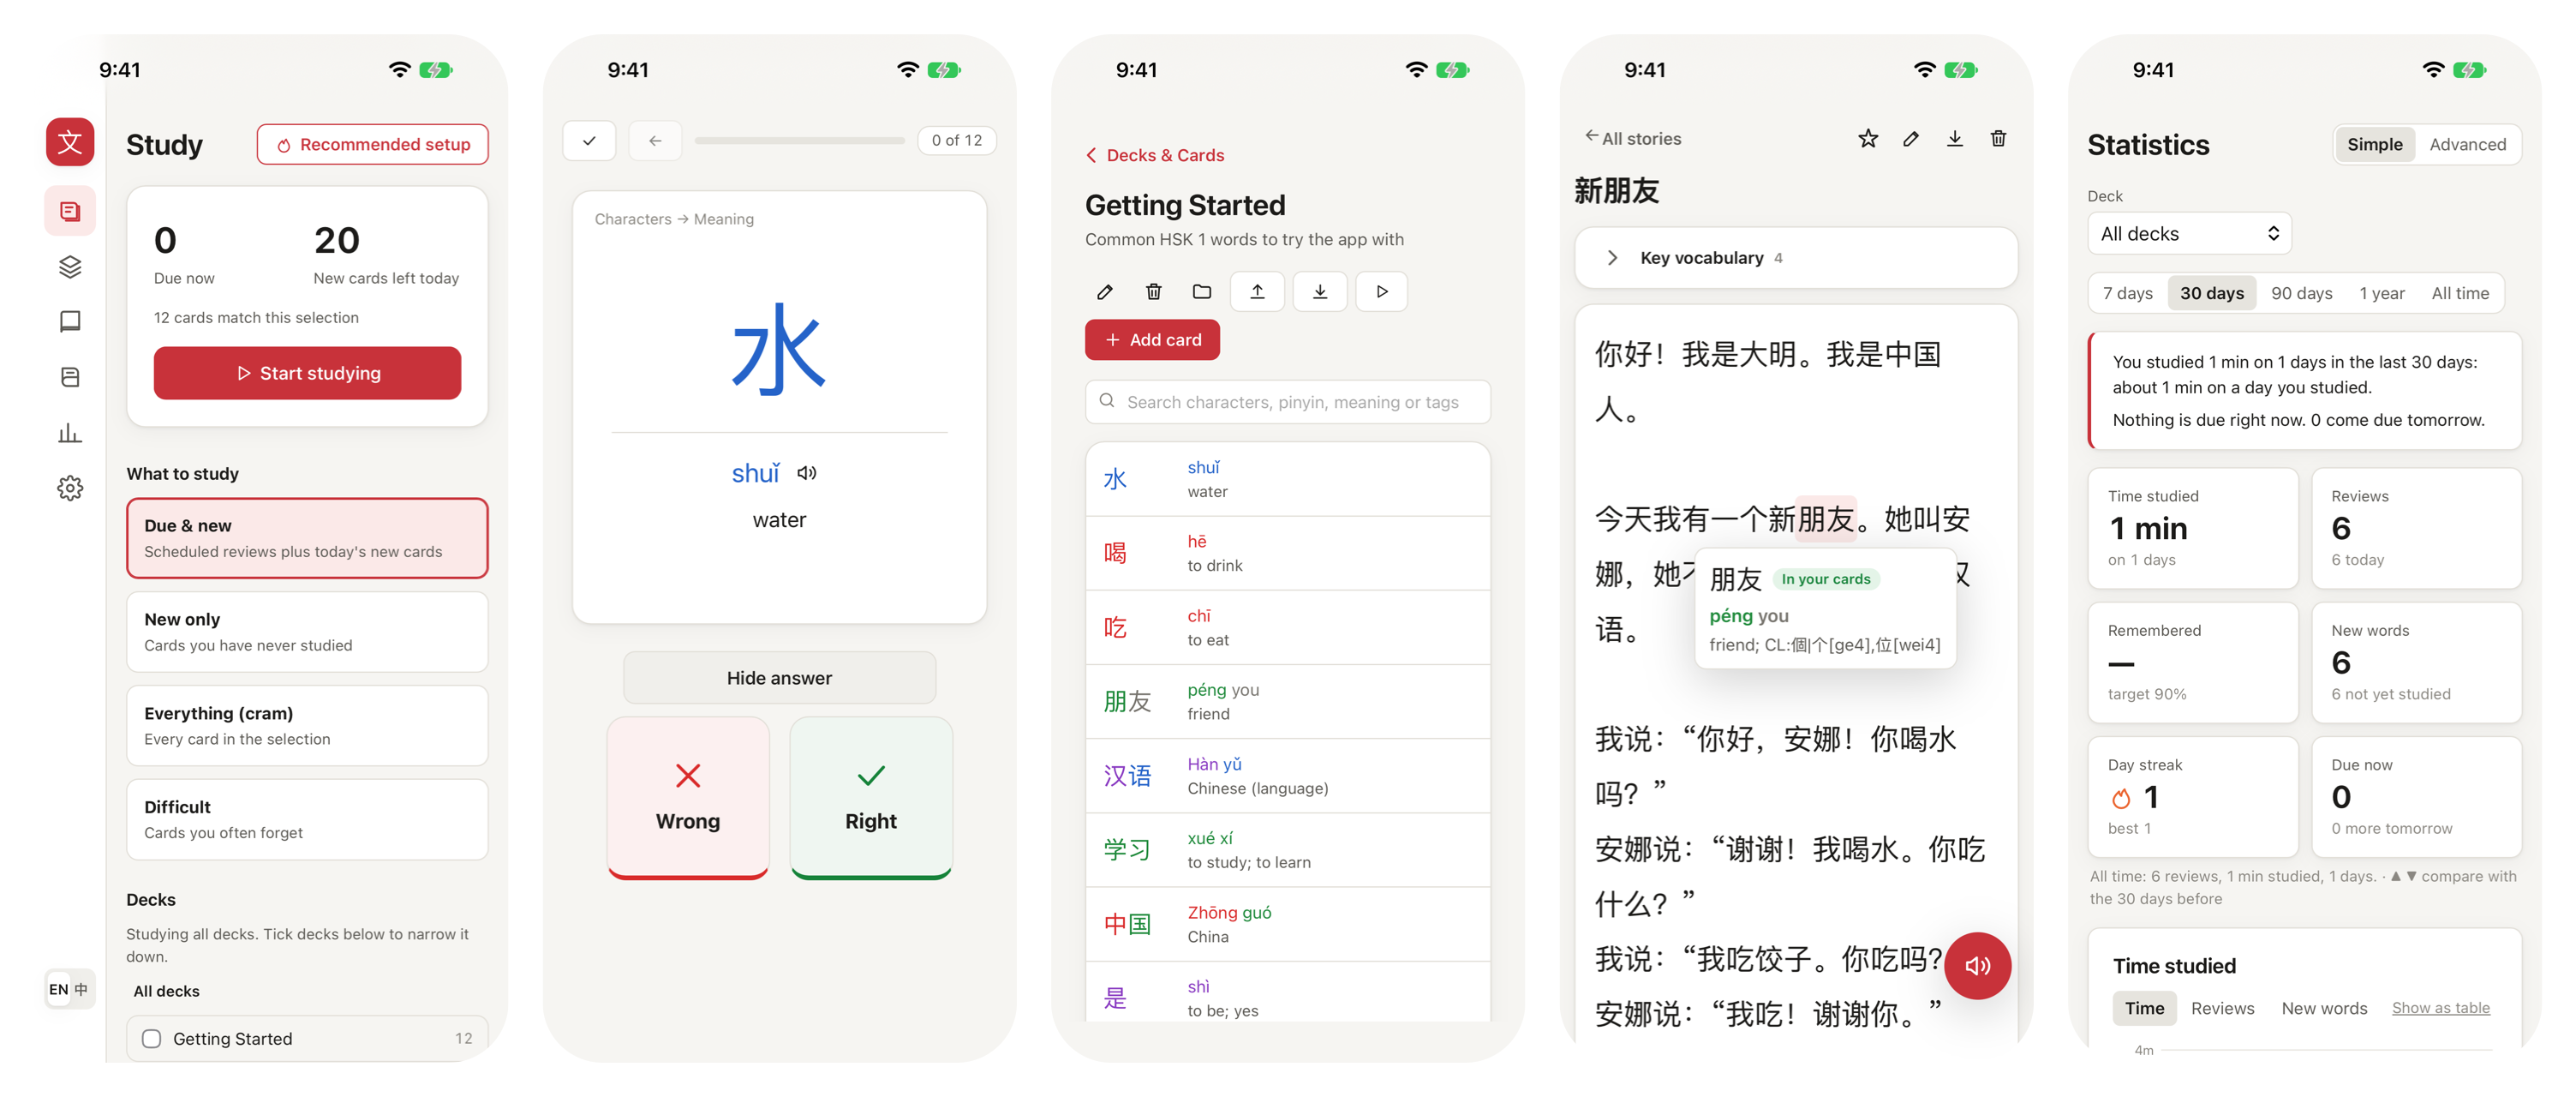 9:41
文
Study
Recommended setup
0
Due now
20
New cards left today
12 cards match this selection
Start studying
What to study
Due & new
Scheduled reviews plus today's new cards
New only
Cards you have never studied
Everything (cram)
Every card in the selection
Difficult
Cards you often forget
Decks
Studying all decks. Tick decks below to narrow it
down.
All decks
Getting Started 12
EN 中
9:41
0 of 12
Characters → Meaning
水
shuǐ
water
Hide answer
Wrong
Right
9:41
Decks & Cards
Getting Started
Common HSK 1 words to try the app with
Add card
Search characters, pinyin, meaning or tags
水 shuǐ
water
喝 hē
to drink
吃 chī
to eat
朋友 péng you
friend
汉语 Hàn yǔ
Chinese (language)
学习 xué xí
to study; to learn
中国 Zhōng guó
China
是 shì
to be; yes
9:41
All stories
新朋友
Key vocabulary 4
你好！我是大明。我是中国
人。
今天我有一个新朋友。她叫安
娜，她
语。
朋友 In your cards
péng you
friend; CL:個|个[ge4],位[wei4]
我说：“你好，安娜！你喝水
吗？”
安娜说：“谢谢！我喝水。你吃
什么？”
我说：“我吃饺子。你吃吗？
安娜说：“我吃！谢谢你。”
9:41
Statistics
Simple Advanced
Deck
All decks
7 days 30 days 90 days 1 year All time
You studied 1 min on 1 days in the last 30 days:
about 1 min on a day you studied.
Nothing is due right now. 0 come due tomorrow.
Time studied
1 min
on 1 days
Reviews
6
6 today
Remembered
—
target 90%
New words
6
6 not yet studied
Day streak
1
best 1
Due now
0
0 more tomorrow
All time: 6 reviews, 1 min studied, 1 days. · ▲▼ compare with
the 30 days before
Time studied
Time Reviews New words Show as table
4m